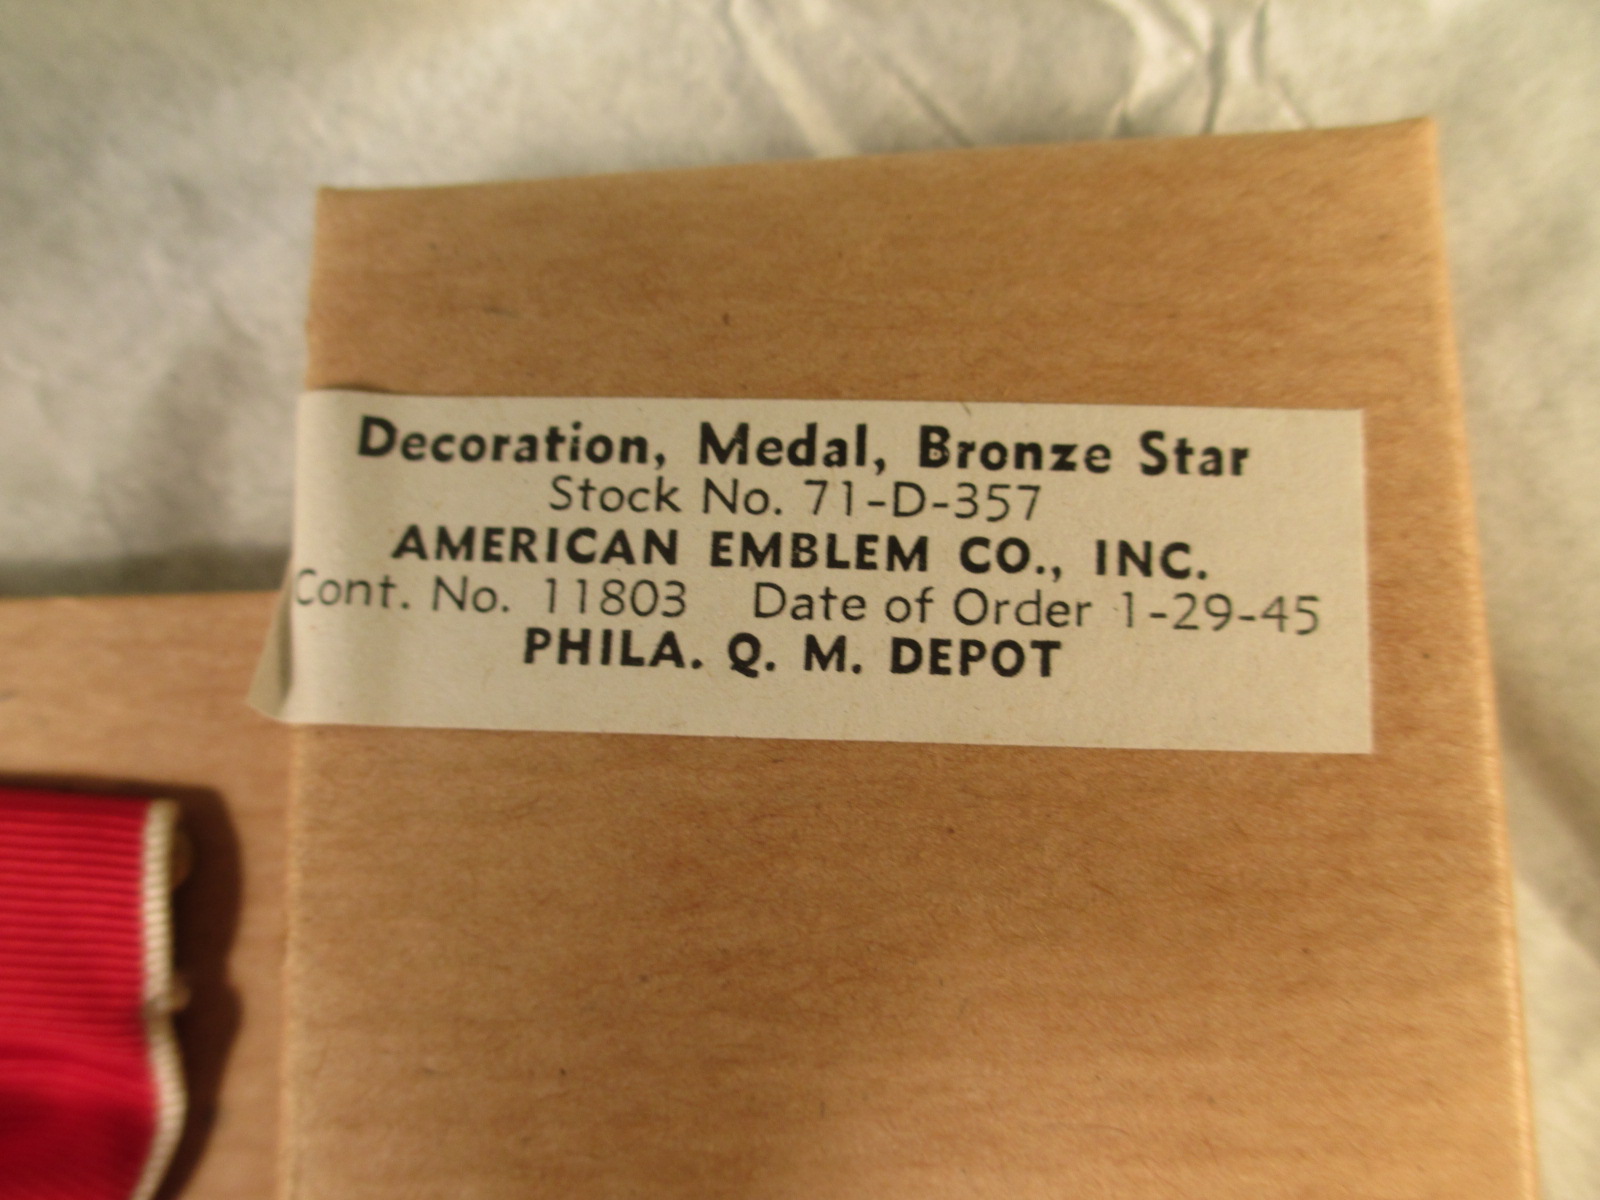 Decoration, Medal, Bronze Star
Stock No. 71-D-357
AMERICAN EMBLEM CO., INC.
Cont. No. 11803 Date of Order 1-29-45
PHILA. Q. M. DEPOT